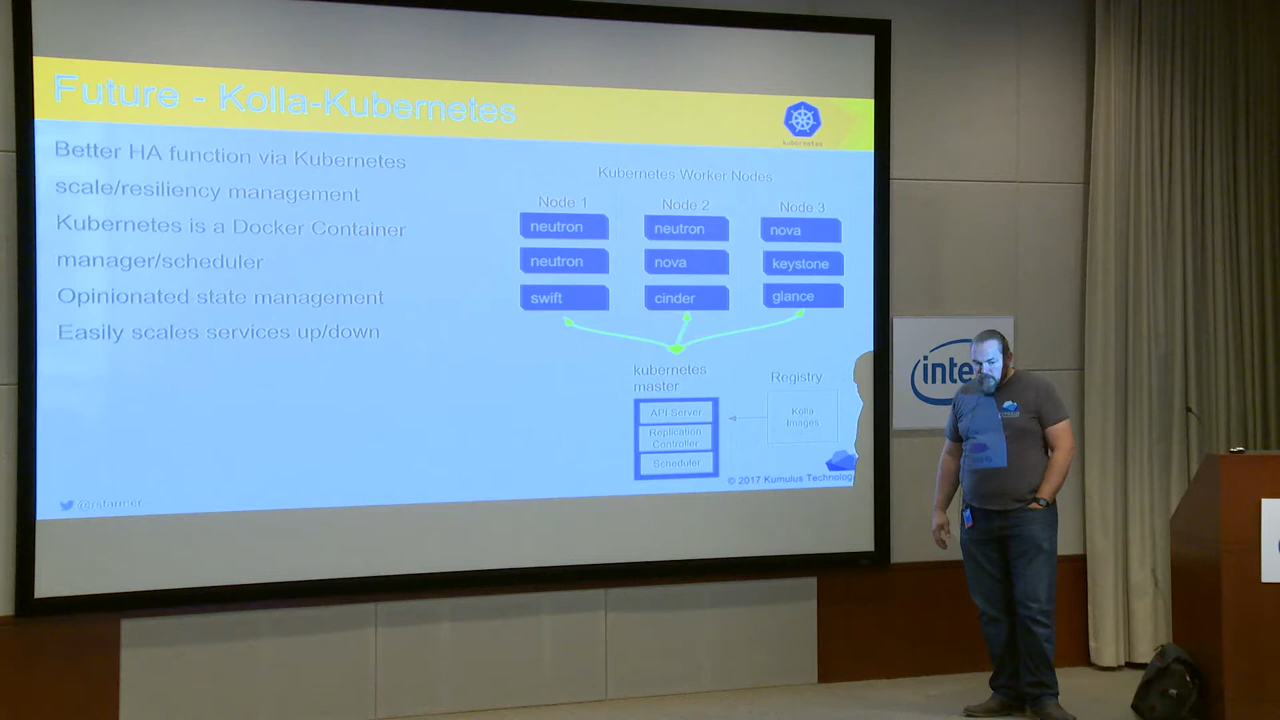 Future - Kolla-Kubernetes
kubernetes
Better HA function via Kubernetes
scale/resiliency management
Kubernetes is a Docker Container
manager/scheduler
Opinionated state management
Easily scales services up/down
Kubernetes Worker Nodes
Node 1
Node 2
Node 3
neutron
neutron
nova
neutron
nova
keystone
swift
cinder
glance
kubernetes
master
Registry
API Server
Replication
Controller
Scheduler
Kolla
Images
© 2017 Kumulus Technolog
intel